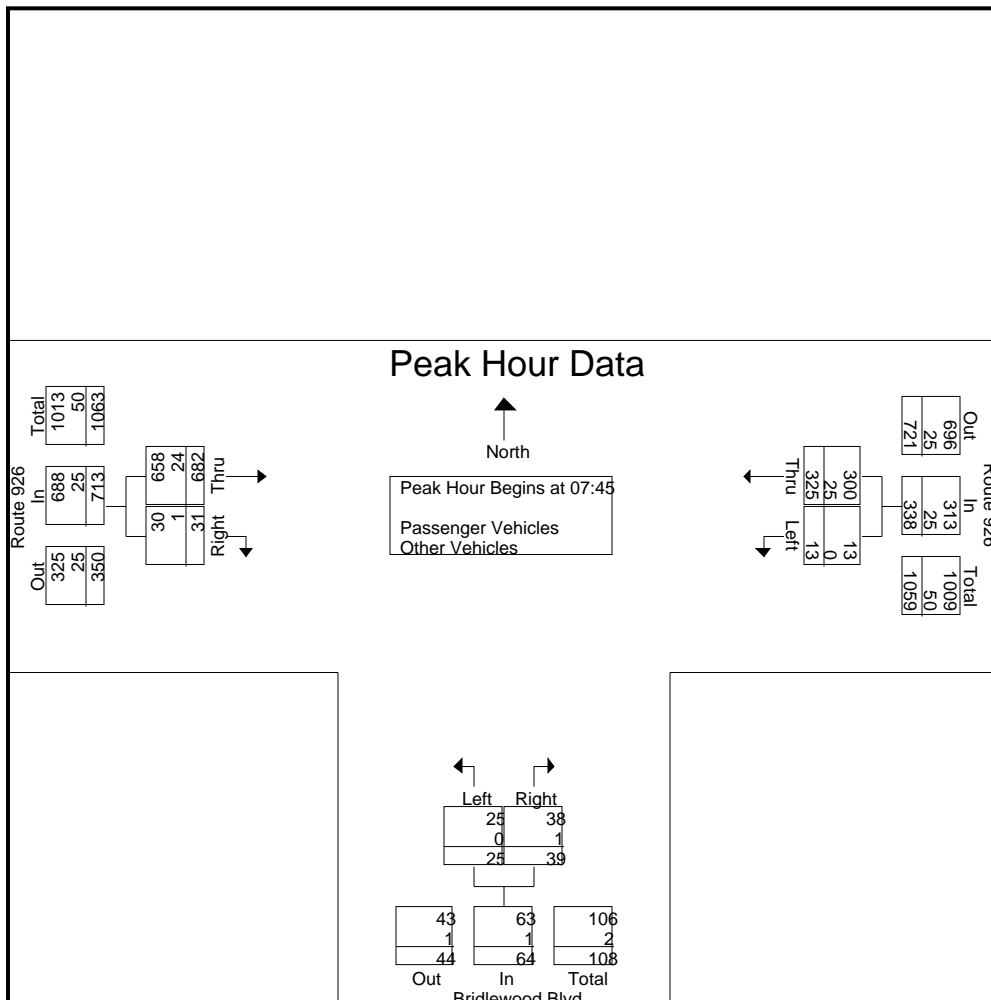 Peak Hour Data
North
Peak Hour Begins at 07:45
Passenger Vehicles
Other Vehicles
Route 926
Total
1013
50
1063
In
688
25
713
Out
325
25
350
Thru
658
24
682
Right
30
1
31
Route 926
Out
696
25
721
In
313
25
338
Total
1009
50
1059
Thru
300
25
325
Left
13
0
13
Left Right
25 38
0 1
25 39
43 63 106
1 1 2
44 64 108
Out In Total
Bridlewood Blvd